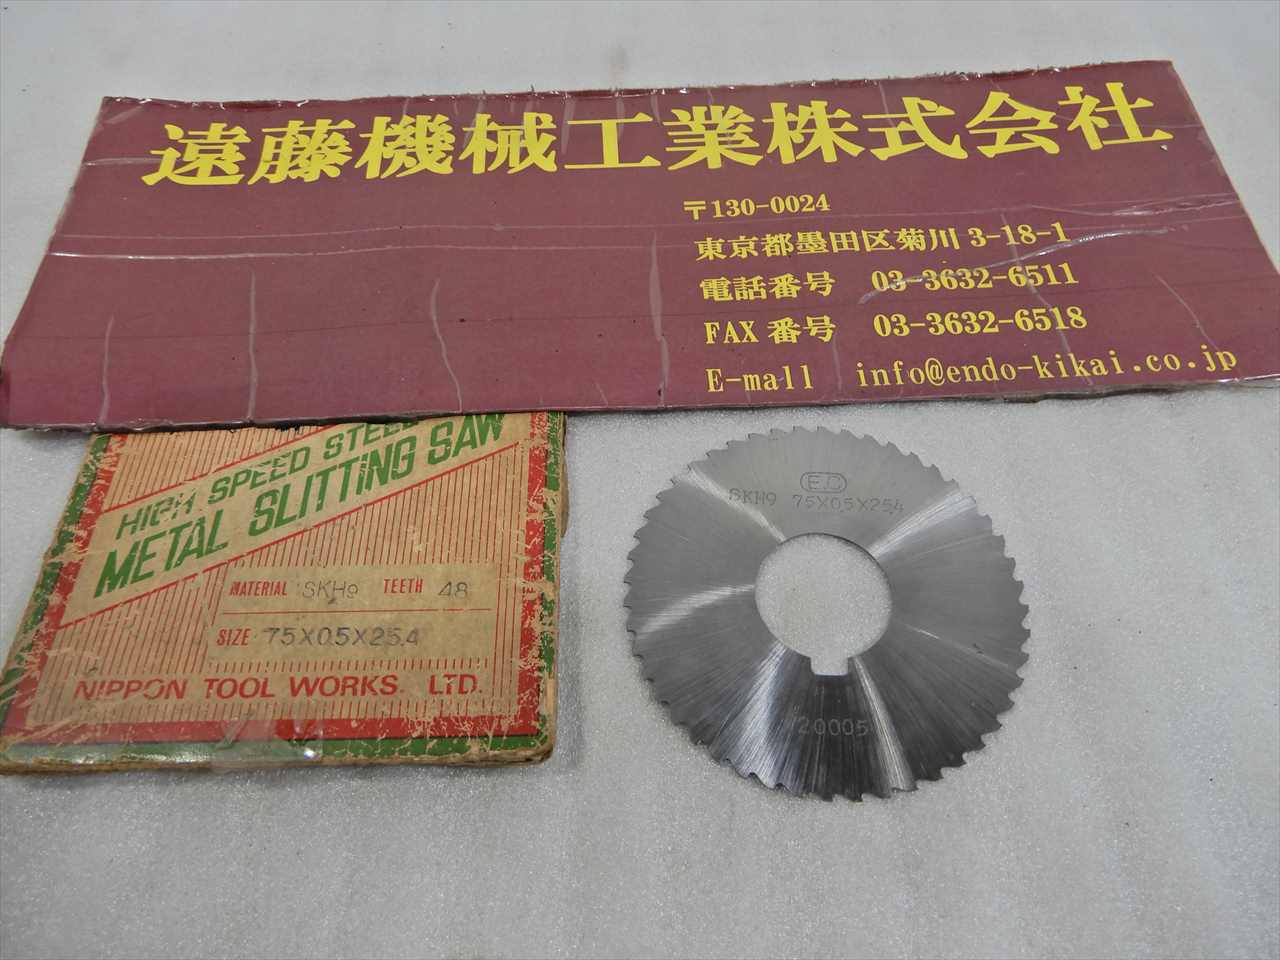 遠藤機械工業株式会社
〒130-0024
東京都墨田区菊川 3-18-1
電話番号 03-3632-6511
FAX 番号 03-3632-6518
E-mall info@endo-kikai.co.jp
HIGH SPEED STEEL
METAL SLITTING SAW
MATERIAL SKH9 TEETH 48
SIZE 75X0.5X25.4
NIPPON TOOL WORKS. LTD.
SKH9 75X0.5X25.4
20005